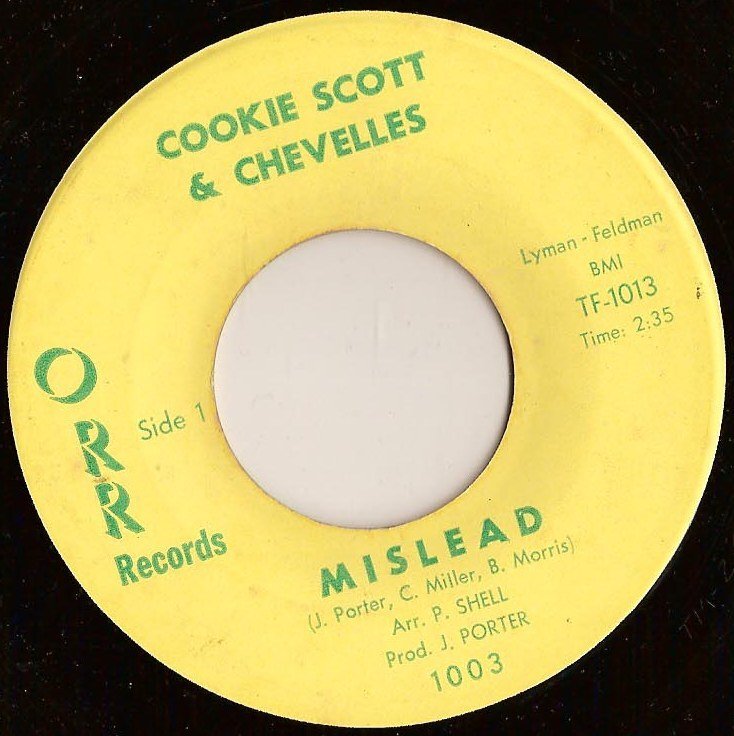 COOKIE SCOTT
& CHEVELLES
Lyman - Feldman
BMI
TF-1013
Time: 2:35
Side 1
ORR
Records
MISLEAD
(J. Porter, C. Miller, B. Morris)
Arr. P. SHELL
Prod. J. PORTER
1003